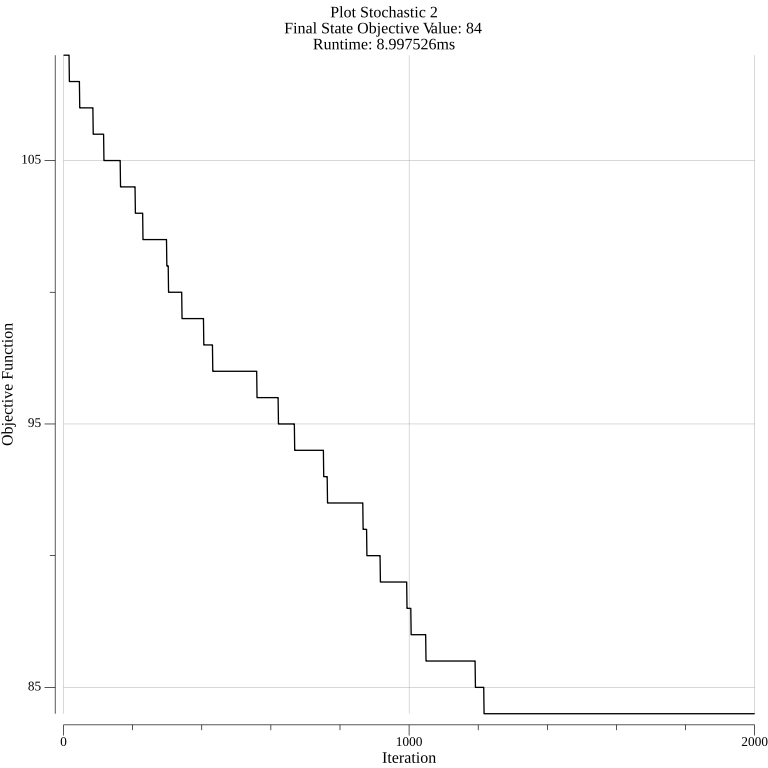 Plot Stochastic 2
Final State Objective Value: 84
Runtime: 8.997526ms
105
95
85
Objective Function
0
1000
2000
Iteration